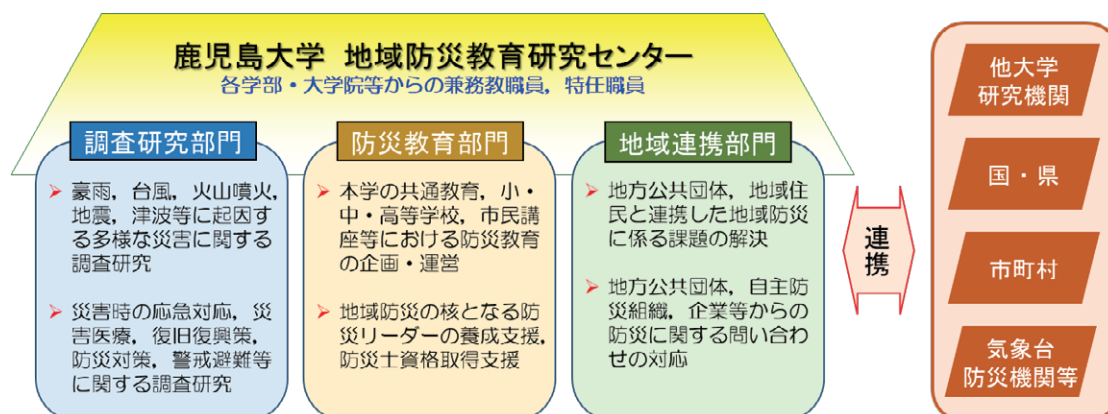 鹿児島大学 地域防災教育研究センター
各学部・大学院等からの兼務教職員，特任職員
調査研究部門
豪雨，台風，火山噴火，
地震，津波等に起因す
る多様な災害に関する
調査研究
災害時の応急対応，災
害医療，復旧復興策，
防災対策，警戒避難等
に関する調査研究
防災教育部門
本学の共通教育，小・
中・高等学校，市民講
座等における防災教育
の企画・運営
地域防災の核となる防
災リーダーの養成支援，
防災士資格取得支援
地域連携部門
地方公共団体，地域住
民と連携した地域防災
に係る課題の解決
地方公共団体，自主防
災組織，企業等からの
防災に関する問い合わ
せの対応
連携
他大学
研究機関
国・県
市町村
気象台
防災機関等